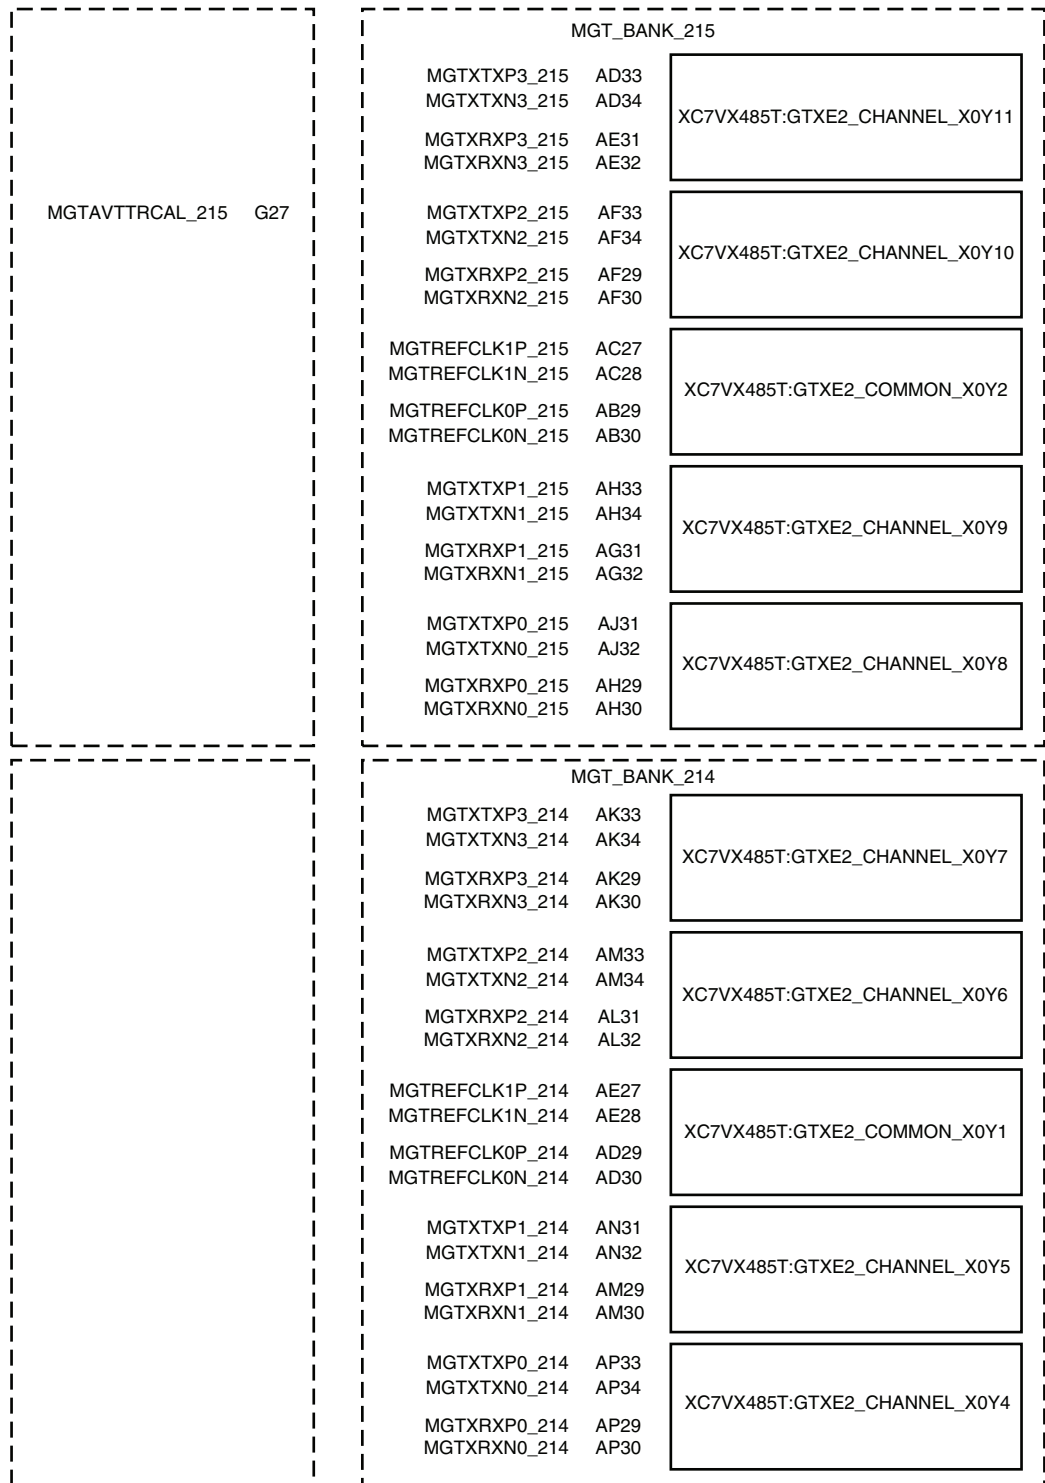 MGT_BANK_215
MGTXTXP3_215 AD33
MGTXTXN3_215 AD34
XC7VX485T:GTXE2_CHANNEL_X0Y11
MGTXRXP3_215 AE31
MGTXRXN3_215 AE32
MGTAVTTRCAL_215 G27
MGTXTXP2_215 AF33
MGTXTXN2_215 AF34
XC7VX485T:GTXE2_CHANNEL_X0Y10
MGTXRXP2_215 AF29
MGTXRXN2_215 AF30
MGTREFCLK1P_215 AC27
MGTREFCLK1N_215 AC28
XC7VX485T:GTXE2_COMMON_X0Y2
MGTREFCLK0P_215 AB29
MGTREFCLK0N_215 AB30
MGTXTXP1_215 AH33
MGTXTXN1_215 AH34
XC7VX485T:GTXE2_CHANNEL_X0Y9
MGTXRXP1_215 AG31
MGTXRXN1_215 AG32
MGTXTXP0_215 AJ31
MGTXTXN0_215 AJ32
XC7VX485T:GTXE2_CHANNEL_X0Y8
MGTXRXP0_215 AH29
MGTXRXN0_215 AH30
MGT_BANK_214
MGTXTXP3_214 AK33
MGTXTXN3_214 AK34
XC7VX485T:GTXE2_CHANNEL_X0Y7
MGTXRXP3_214 AK29
MGTXRXN3_214 AK30
MGTXTXP2_214 AM33
MGTXTXN2_214 AM34
XC7VX485T:GTXE2_CHANNEL_X0Y6
MGTXRXP2_214 AL31
MGTXRXN2_214 AL32
MGTREFCLK1P_214 AE27
MGTREFCLK1N_214 AE28
XC7VX485T:GTXE2_COMMON_X0Y1
MGTREFCLK0P_214 AD29
MGTREFCLK0N_214 AD30
MGTXTXP1_214 AN31
MGTXTXN1_214 AN32
XC7VX485T:GTXE2_CHANNEL_X0Y5
MGTXRXP1_214 AM29
MGTXRXN1_214 AM30
MGTXTXP0_214 AP33
MGTXTXN0_214 AP34
XC7VX485T:GTXE2_CHANNEL_X0Y4
MGTXRXP0_214 AP29
MGTXRXN0_214 AP30